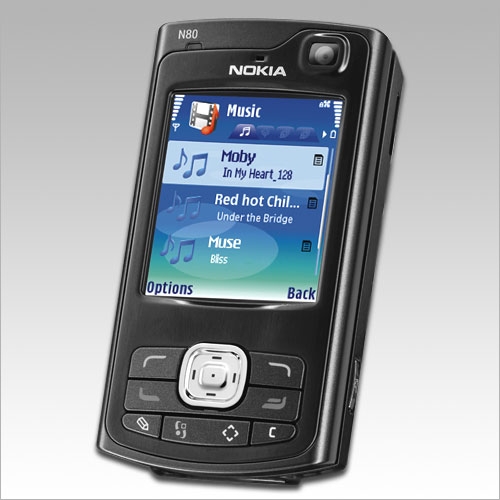 N80
NOKIA
Music
Moby
In My Heart_128
Red hot Chil...
Under the Bridge
Muse
Bliss
Options
Back
C